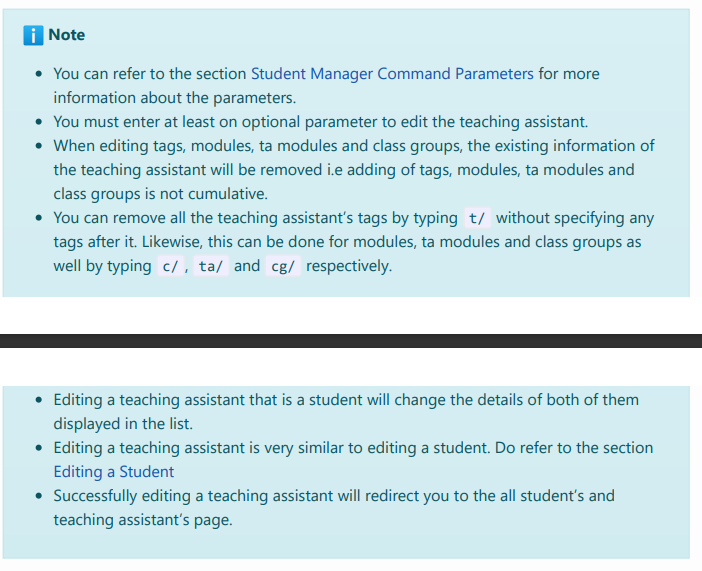 Note
• You can refer to the section Student Manager Command Parameters for more
information about the parameters.
• You must enter at least on optional parameter to edit the teaching assistant.
• When editing tags, modules, ta modules and class groups, the existing information of
the teaching assistant will be removed i.e adding of tags, modules, ta modules and
class groups is not cumulative.
• You can remove all the teaching assistant's tags by typing t/ without specifying any
tags after it. Likewise, this can be done for modules, ta modules and class groups as
well by typing c/ , ta/ and cg/ respectively.
• Editing a teaching assistant that is a student will change the details of both of them
displayed in the list.
• Editing a teaching assistant is very similar to editing a student. Do refer to the section
Editing a Student
• Successfully editing a teaching assistant will redirect you to the all student's and
teaching assistant's page.